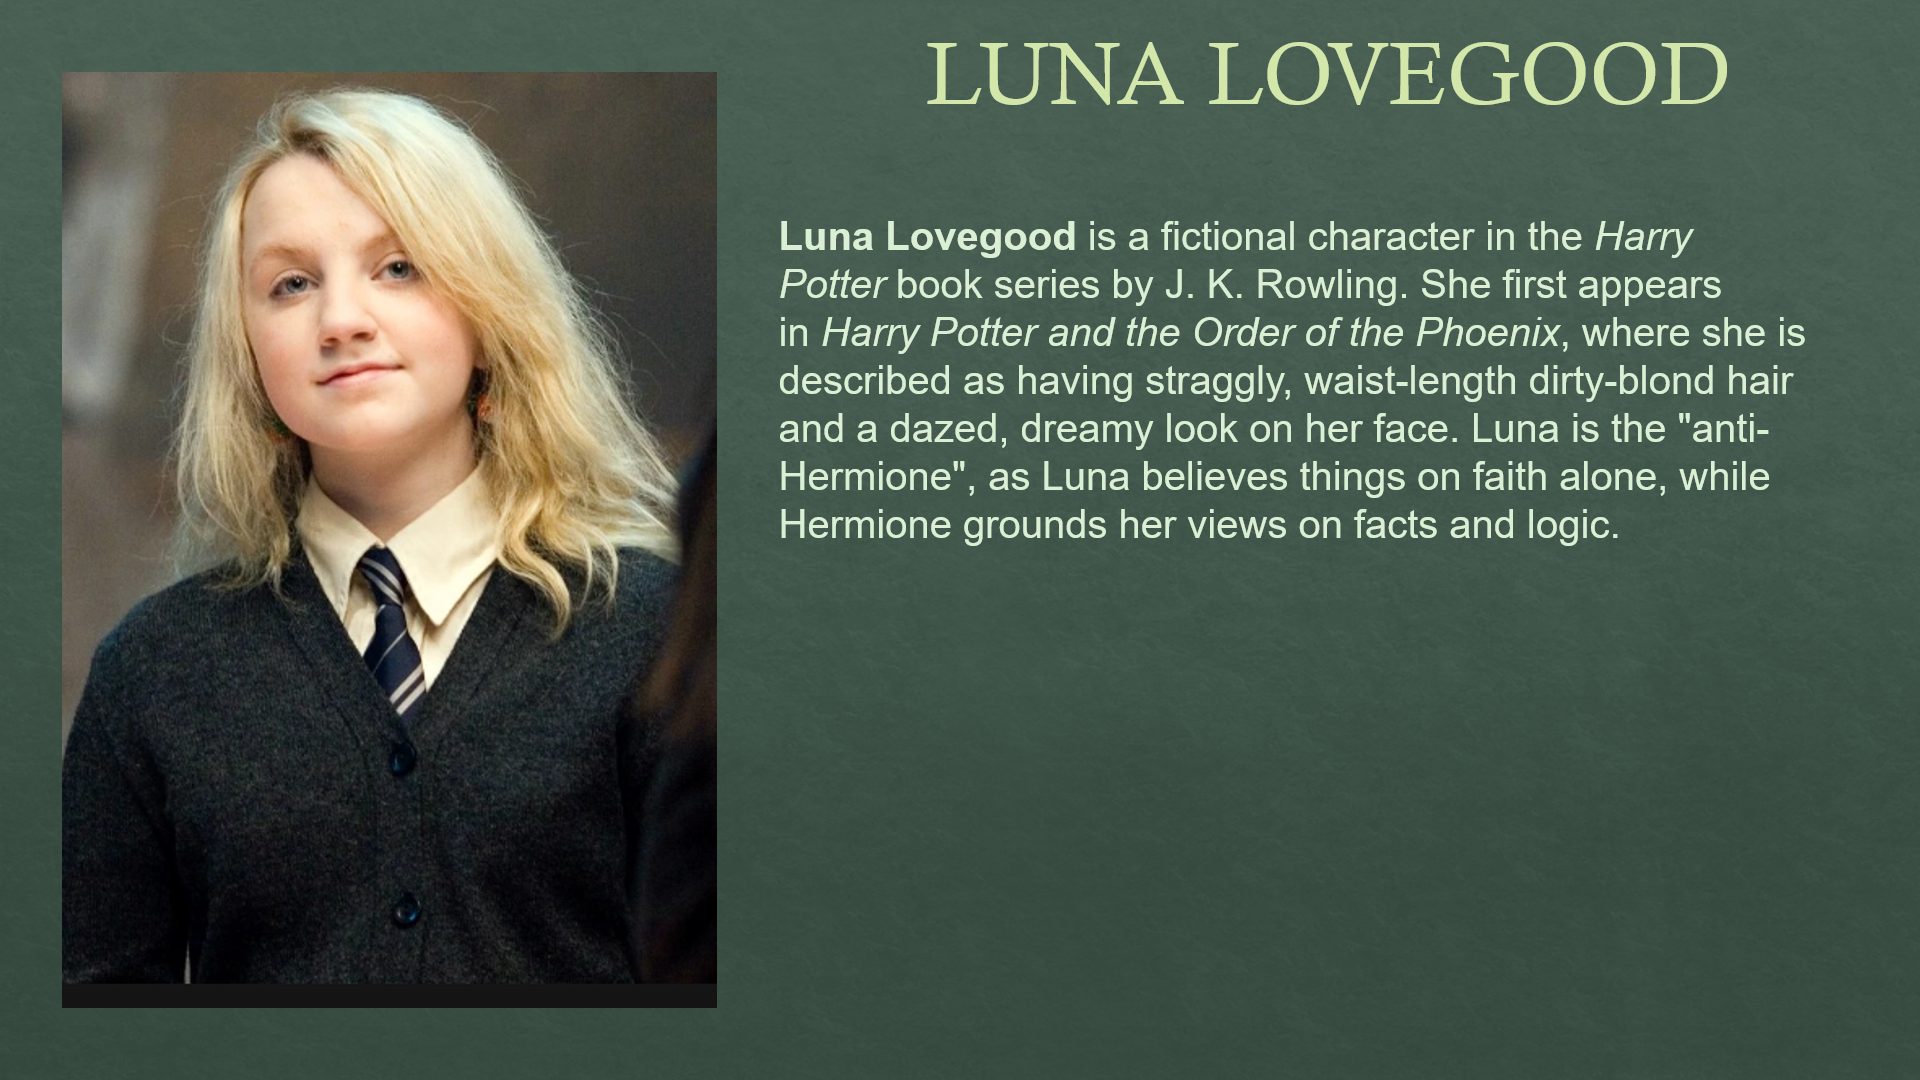 LUNA LOVEGOOD
Luna Lovegood is a fictional character in the Harry
Potter book series by J. K. Rowling. She first appears
in Harry Potter and the Order of the Phoenix, where she is
described as having straggly, waist-length dirty-blond hair
and a dazed, dreamy look on her face. Luna is the "anti-
Hermione", as Luna believes things on faith alone, while
Hermione grounds her views on facts and logic.